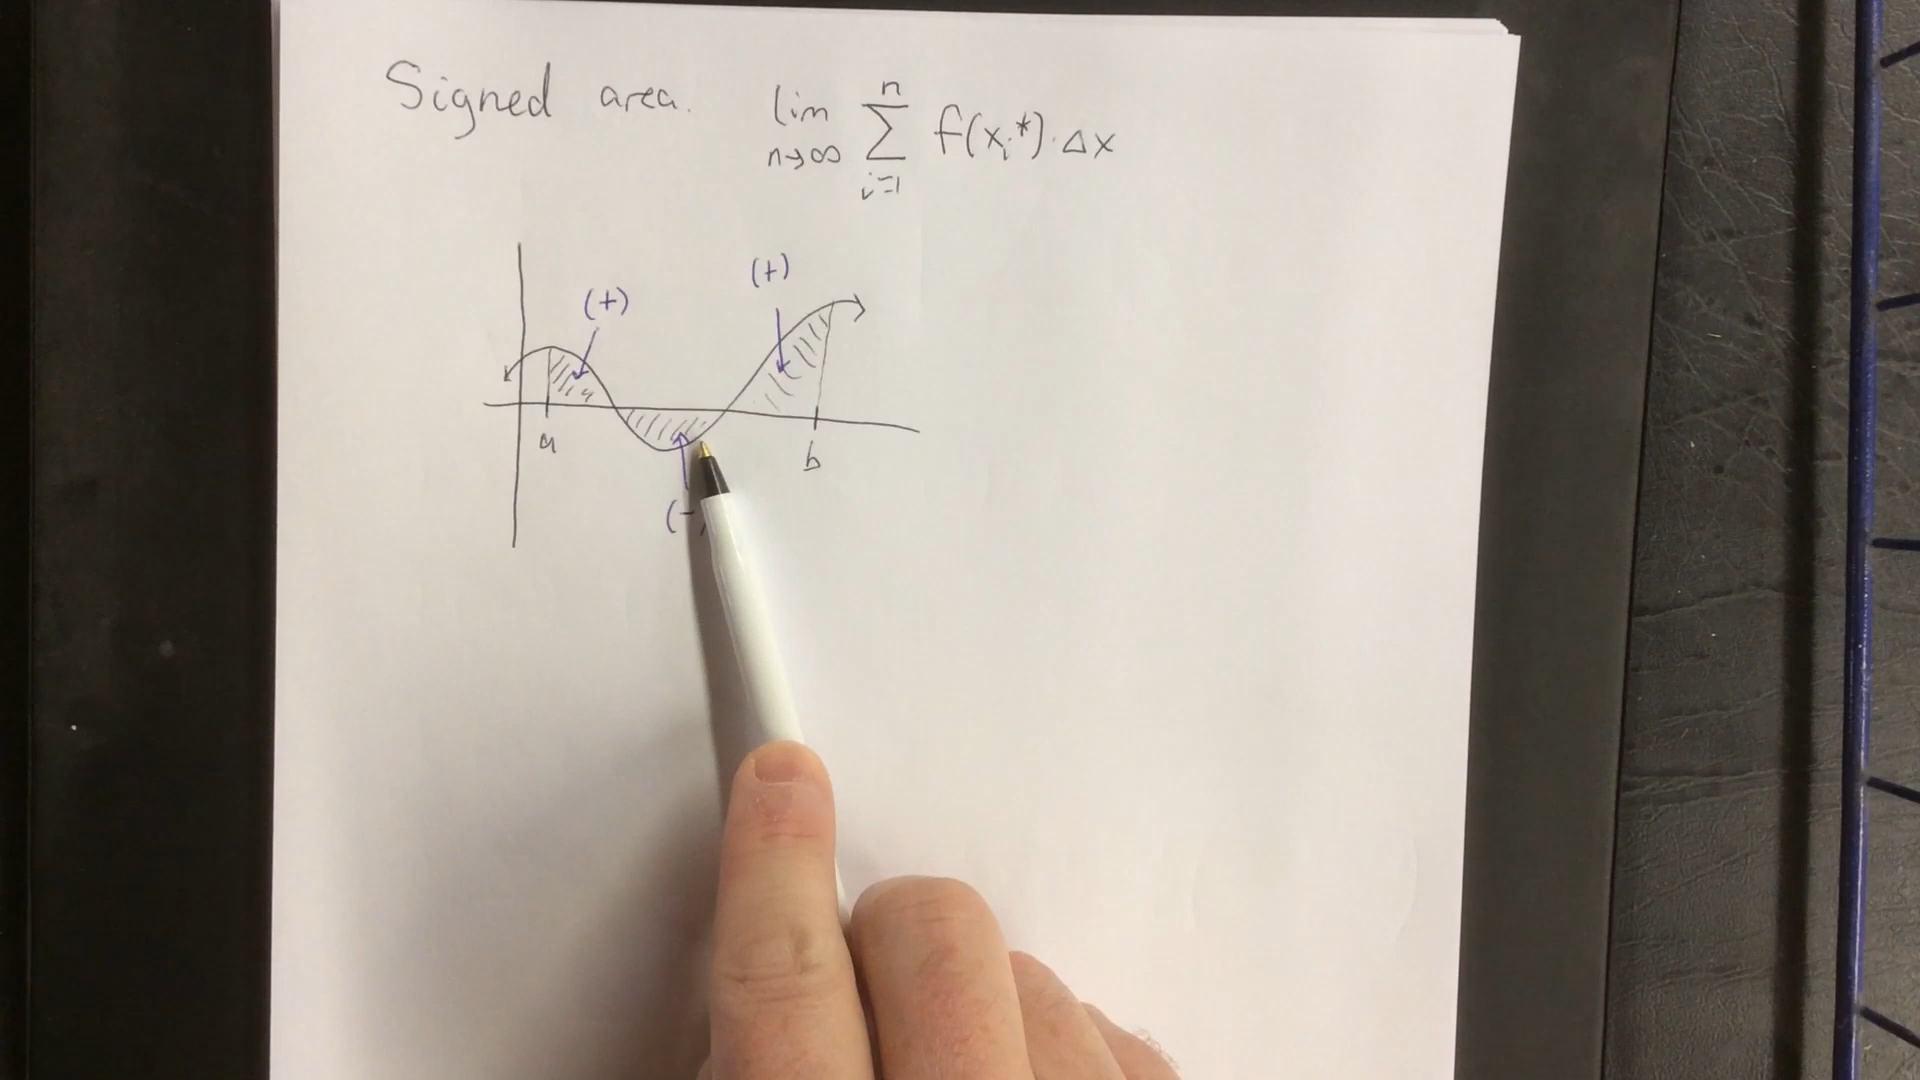 Signed area. lim n→∞ n ∑ i=1 f(xᵢ*)·Δx
(+)
(+)
a
b
(-)